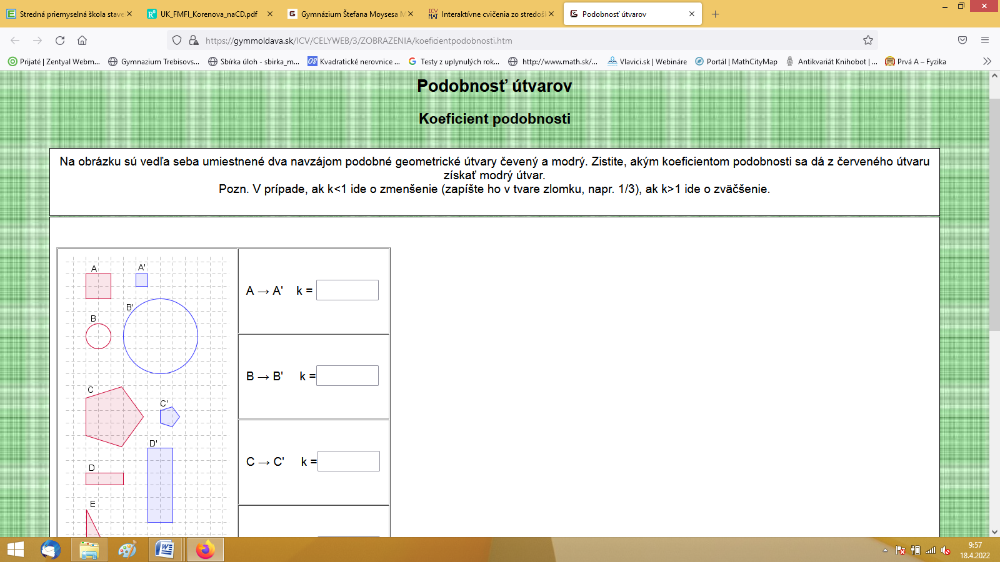 Stredná priemyselná škola stave
UK_FMFI_Korenova_naCD.pdf
Gymnázium Štefana Moysesa M
Interaktívne cvičenia zo stredošk
Podobnosť útvarov
https://gymmoldava.sk/ICV/CELYWEB/3/ZOBRAZENIA/koeficientpodobnosti.htm
Prijaté | Zentyal Webm...
Gymnazium Trebisovs...
Sbírka úloh - sbirka_m...
Kvadratické nerovnice ...
Testy z uplynulých rok...
http://www.math.sk/...
Vlavici.sk | Webináre
Portál | MathCityMap
Antikvariát Knihobot | ...
Prvá A – Fyzika
Podobnosť útvarov
Koeficient podobnosti
Na obrázku sú vedľa seba umiestnené dva navzájom podobné geometrické útvary čevený a modrý. Zistite, akým koeficientom podobnosti sa dá z červeného útvaru
získať modrý útvar.
Pozn. V prípade, ak k<1 ide o zmenšenie (zapíšte ho v tvare zlomku, napr. 1/3), ak k>1 ide o zväčšenie.
A
A'
B'
B
C
C'
D'
D
E
A → A' k =
B → B' k =
C → C' k =
9:57
18.4.2022